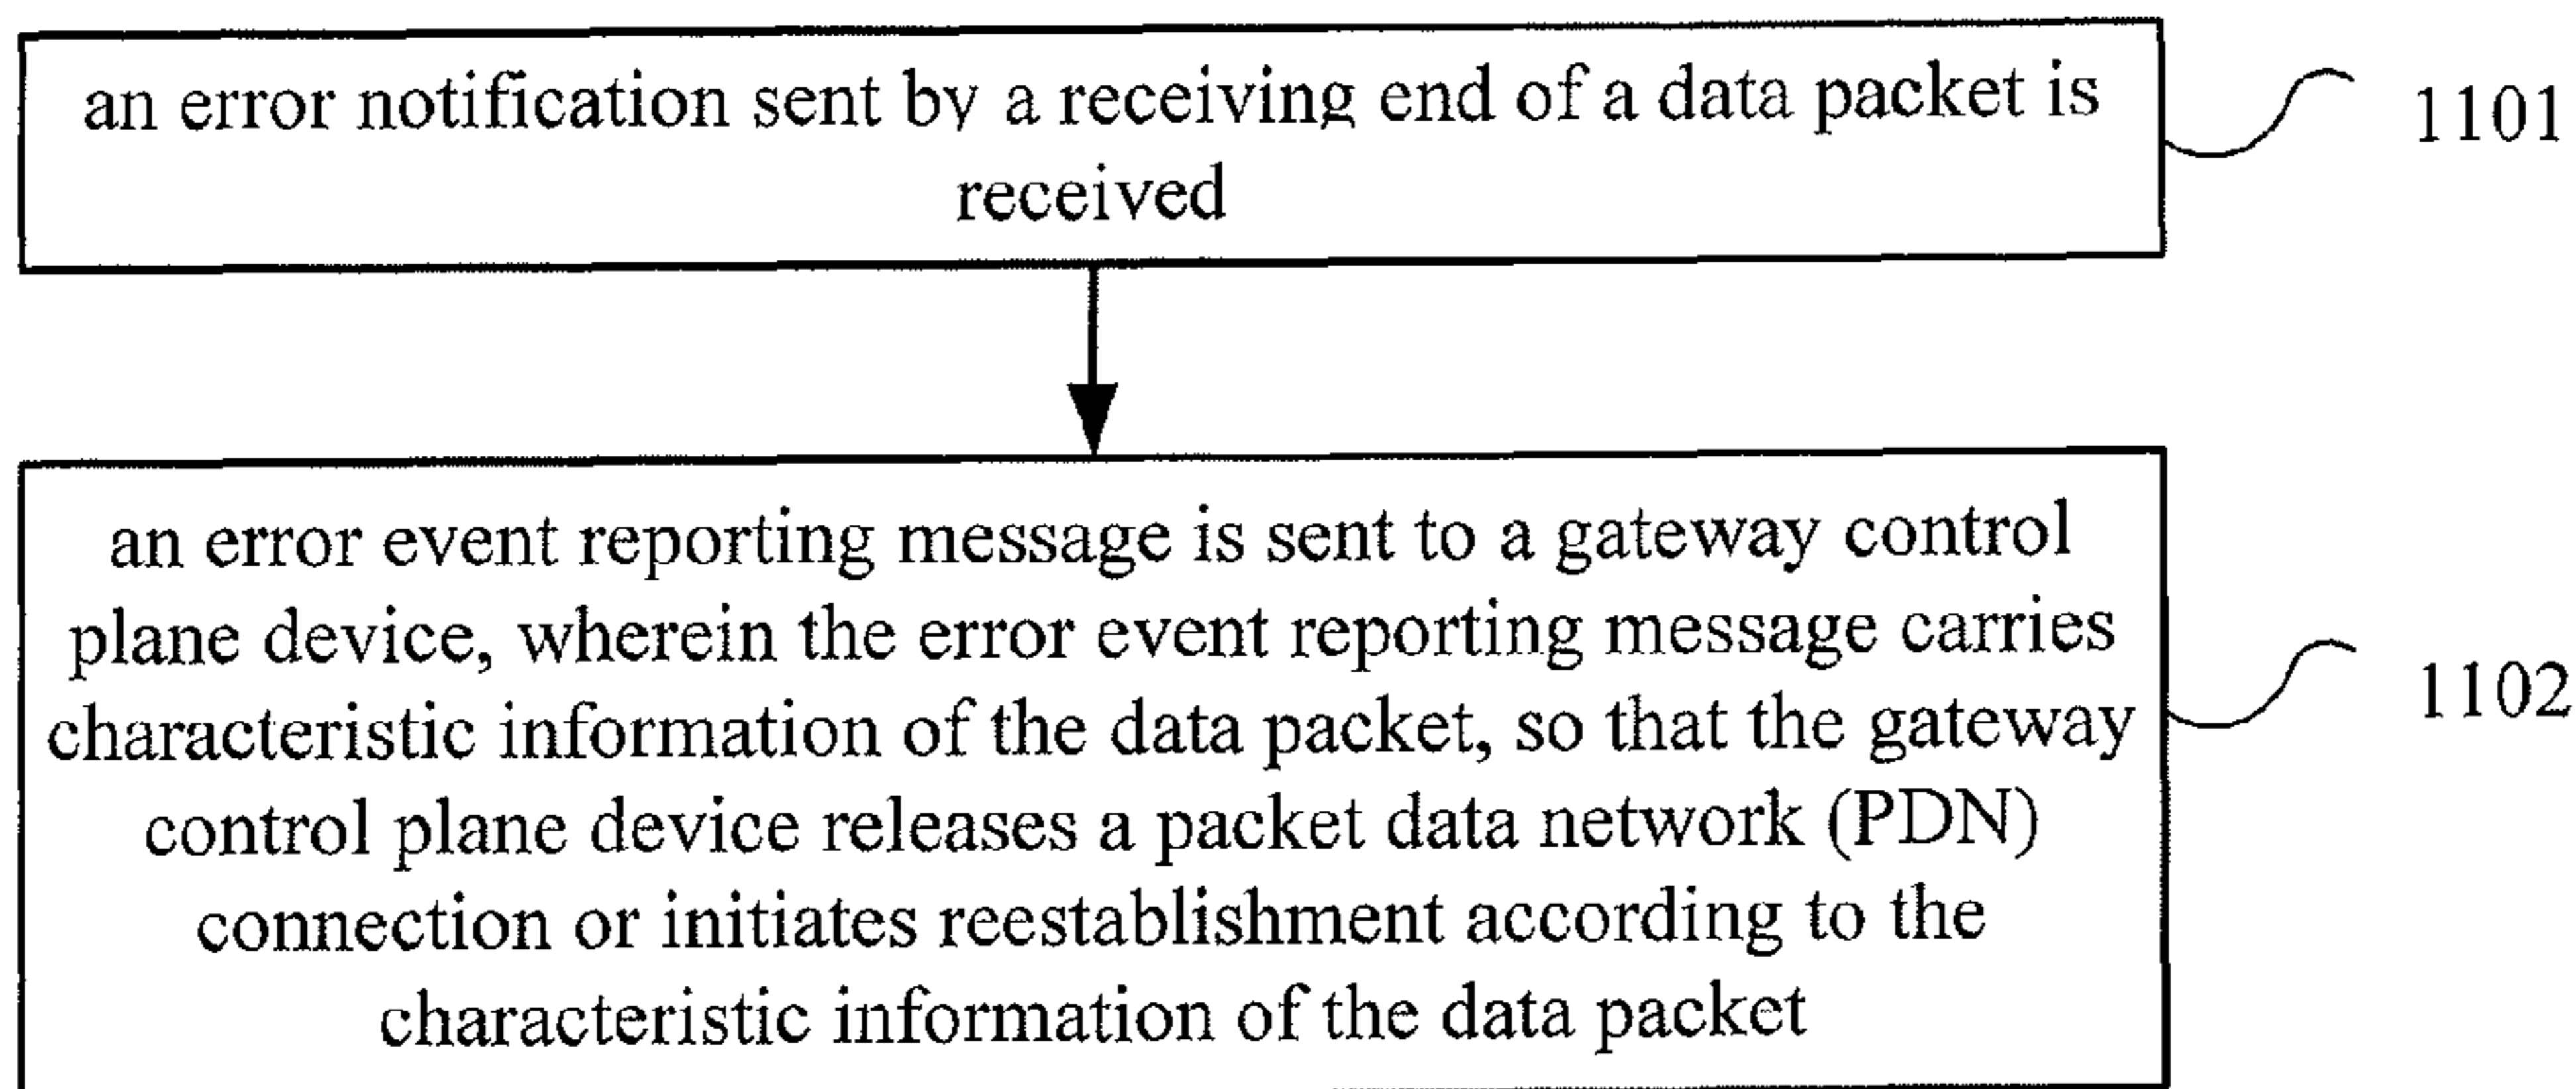 an error notification sent by a receiving end of a data packet is
received
1101
an error event reporting message is sent to a gateway control
plane device, wherein the error event reporting message carries
characteristic information of the data packet, so that the gateway
control plane device releases a packet data network (PDN)
connection or initiates reestablishment according to the
characteristic information of the data packet
1102